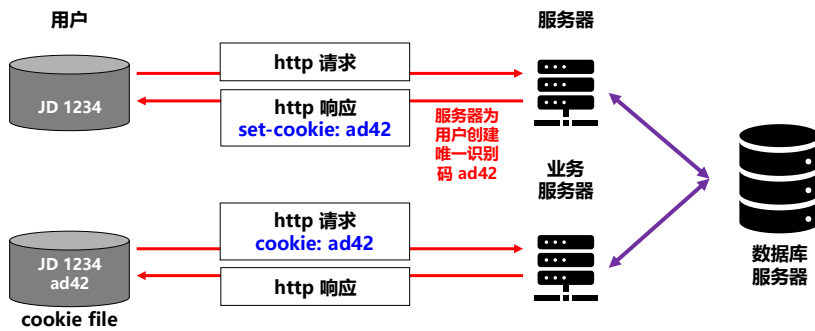 用户
服务器
http 请求
JD 1234
http 响应
set-cookie: ad42
服务器为
用户创建
唯一识别
码 ad42
业务
服务器
http 请求
cookie: ad42
JD 1234
ad42
http 响应
cookie file
数据库
服务器